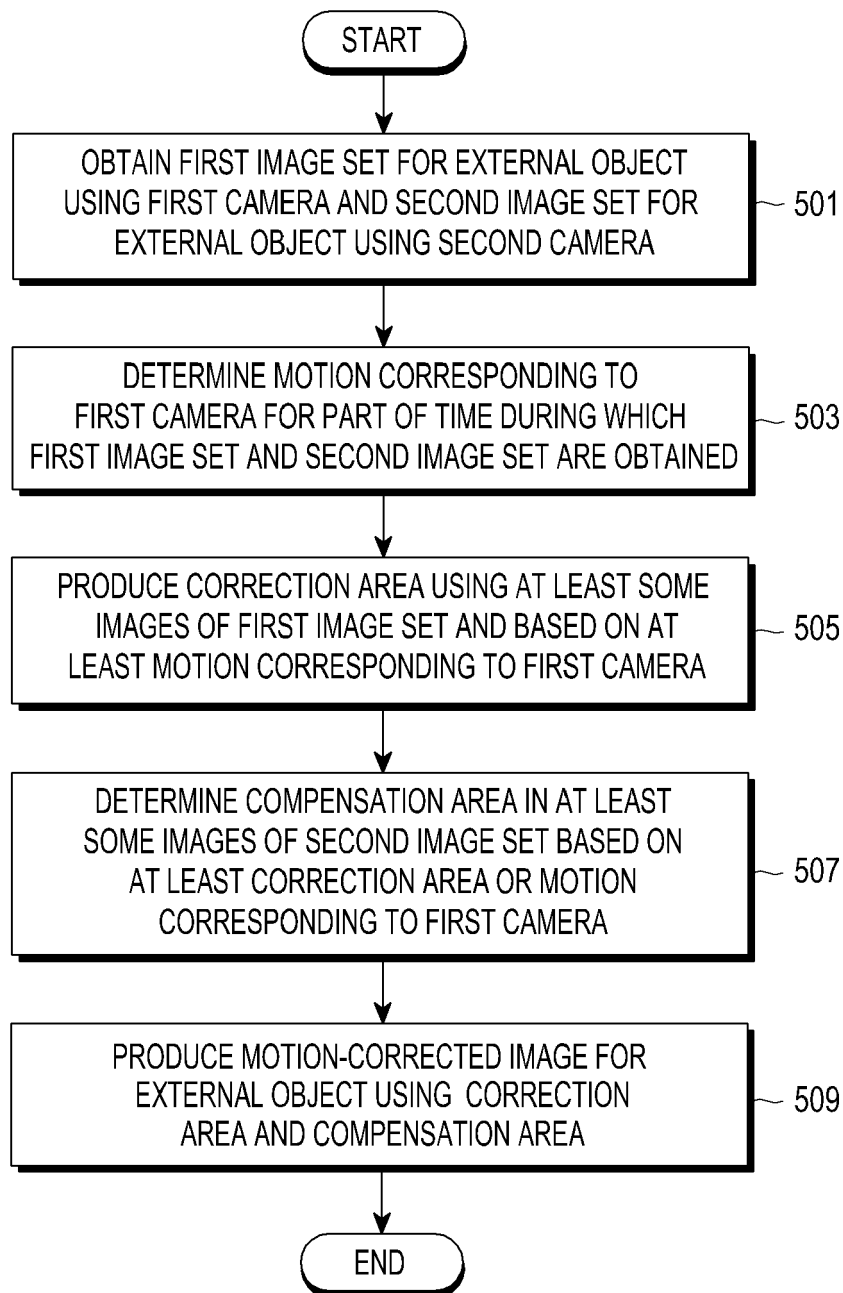 START
OBTAIN FIRST IMAGE SET FOR EXTERNAL OBJECT
USING FIRST CAMERA AND SECOND IMAGE SET FOR
EXTERNAL OBJECT USING SECOND CAMERA
501
DETERMINE MOTION CORRESPONDING TO
FIRST CAMERA FOR PART OF TIME DURING WHICH
FIRST IMAGE SET AND SECOND IMAGE SET ARE OBTAINED
503
PRODUCE CORRECTION AREA USING AT LEAST SOME
IMAGES OF FIRST IMAGE SET AND BASED ON AT
LEAST MOTION CORRESPONDING TO FIRST CAMERA
505
DETERMINE COMPENSATION AREA IN AT LEAST
SOME IMAGES OF SECOND IMAGE SET BASED ON
AT LEAST CORRECTION AREA OR MOTION
CORRESPONDING TO FIRST CAMERA
507
PRODUCE MOTION-CORRECTED IMAGE FOR
EXTERNAL OBJECT USING CORRECTION
AREA AND COMPENSATION AREA
509
END